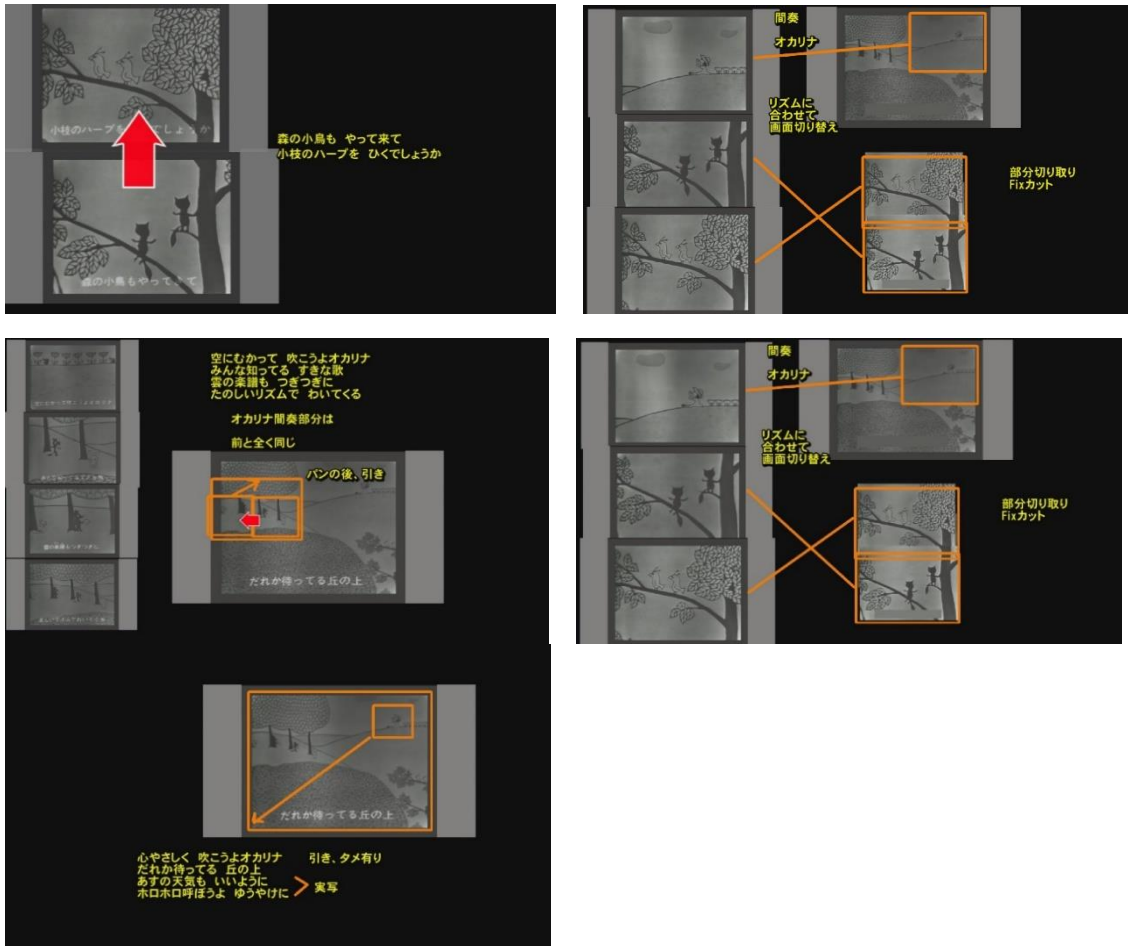 小枝のハープをひくでしょうか
森の小鳥もやって来て
森の小鳥も やって来て
小枝のハープを ひくでしょうか
間奏
オカリナ
リズムに
合わせて
画面切り替え
部分切り取り
Fixカット
空にむかって 吹こうよオカリナ
みんな知ってる すきな歌
雲の楽譜も つぎつぎに
たのしいリズムで わいてくる
オカリナ間奏部分は
前と全く同じ
パンの後、引き
だれか待ってる丘の上
雲の楽譜もつぎつぎに
間奏
オカリナ
リズムに
合わせて
画面切り替え
部分切り取り
Fixカット
だれか待ってる丘の上
心やさしく 吹こうよオカリナ
だれか待ってる 丘の上
あすの天気も いいように
ホロホロ呼ぼうよ ゆうやけに
引き、タメ有り
実写